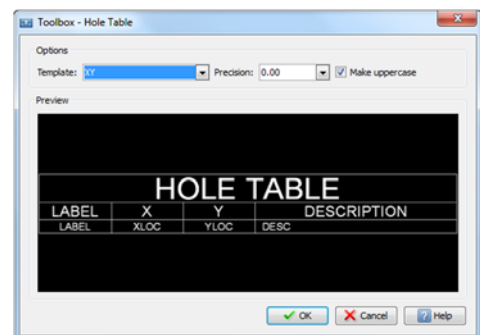 Toolbox - Hole Table
Options
Template: XY Precision: 0.00 Make uppercase
Preview
HOLE TABLE
LABEL X Y DESCRIPTION
LABEL XLOC YLOC DESC
OK Cancel Help